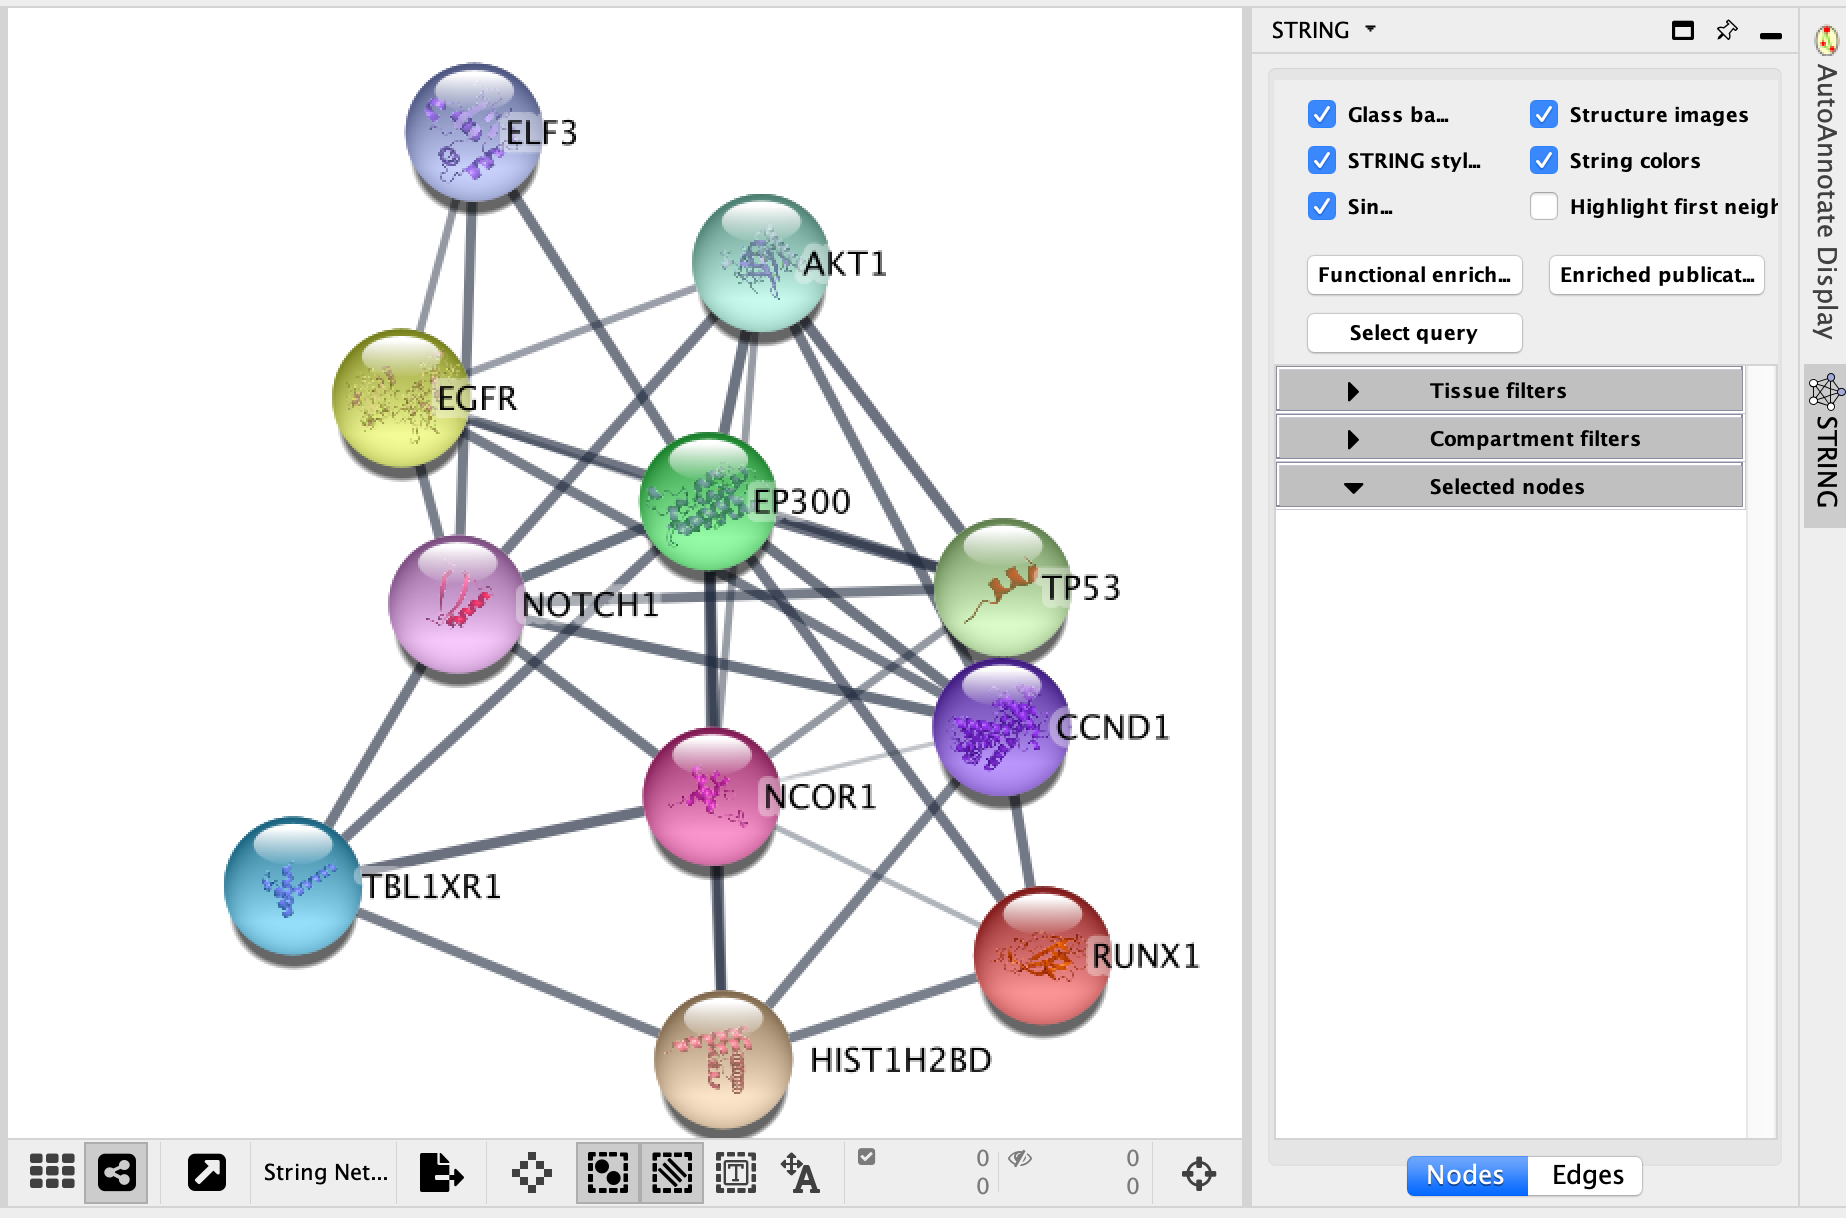 ELF3
AKT1
EGFR
EP300
TP53
NOTCH1
CCND1
NCOR1
TBL1XR1
RUNX1
HIST1H2BD
String Net...
0
0
0
0
STRING
Glass ba...
Structure images
STRING styl...
String colors
Sin...
Highlight first neigh
Functional enrich...
Enriched publicat...
Select query
Tissue filters
Compartment filters
Selected nodes
Nodes
Edges
AutoAnnotate Display
STRING